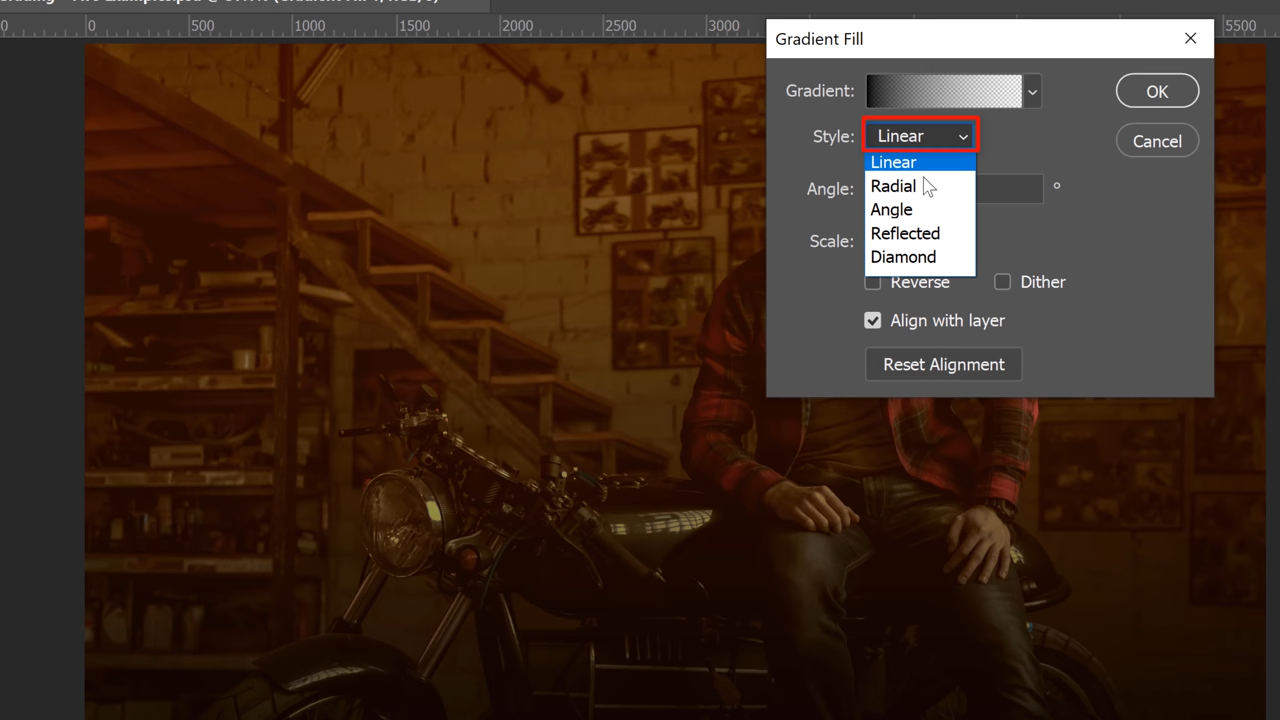 0
500
1000
1500
2000
2500
3000
5500
Gradient Fill
Gradient:
OK
Style:
Linear
Cancel
Linear
Radial
Angle:
Angle
Reflected
Scale:
Diamond
Reverse
Dither
Align with layer
Reset Alignment